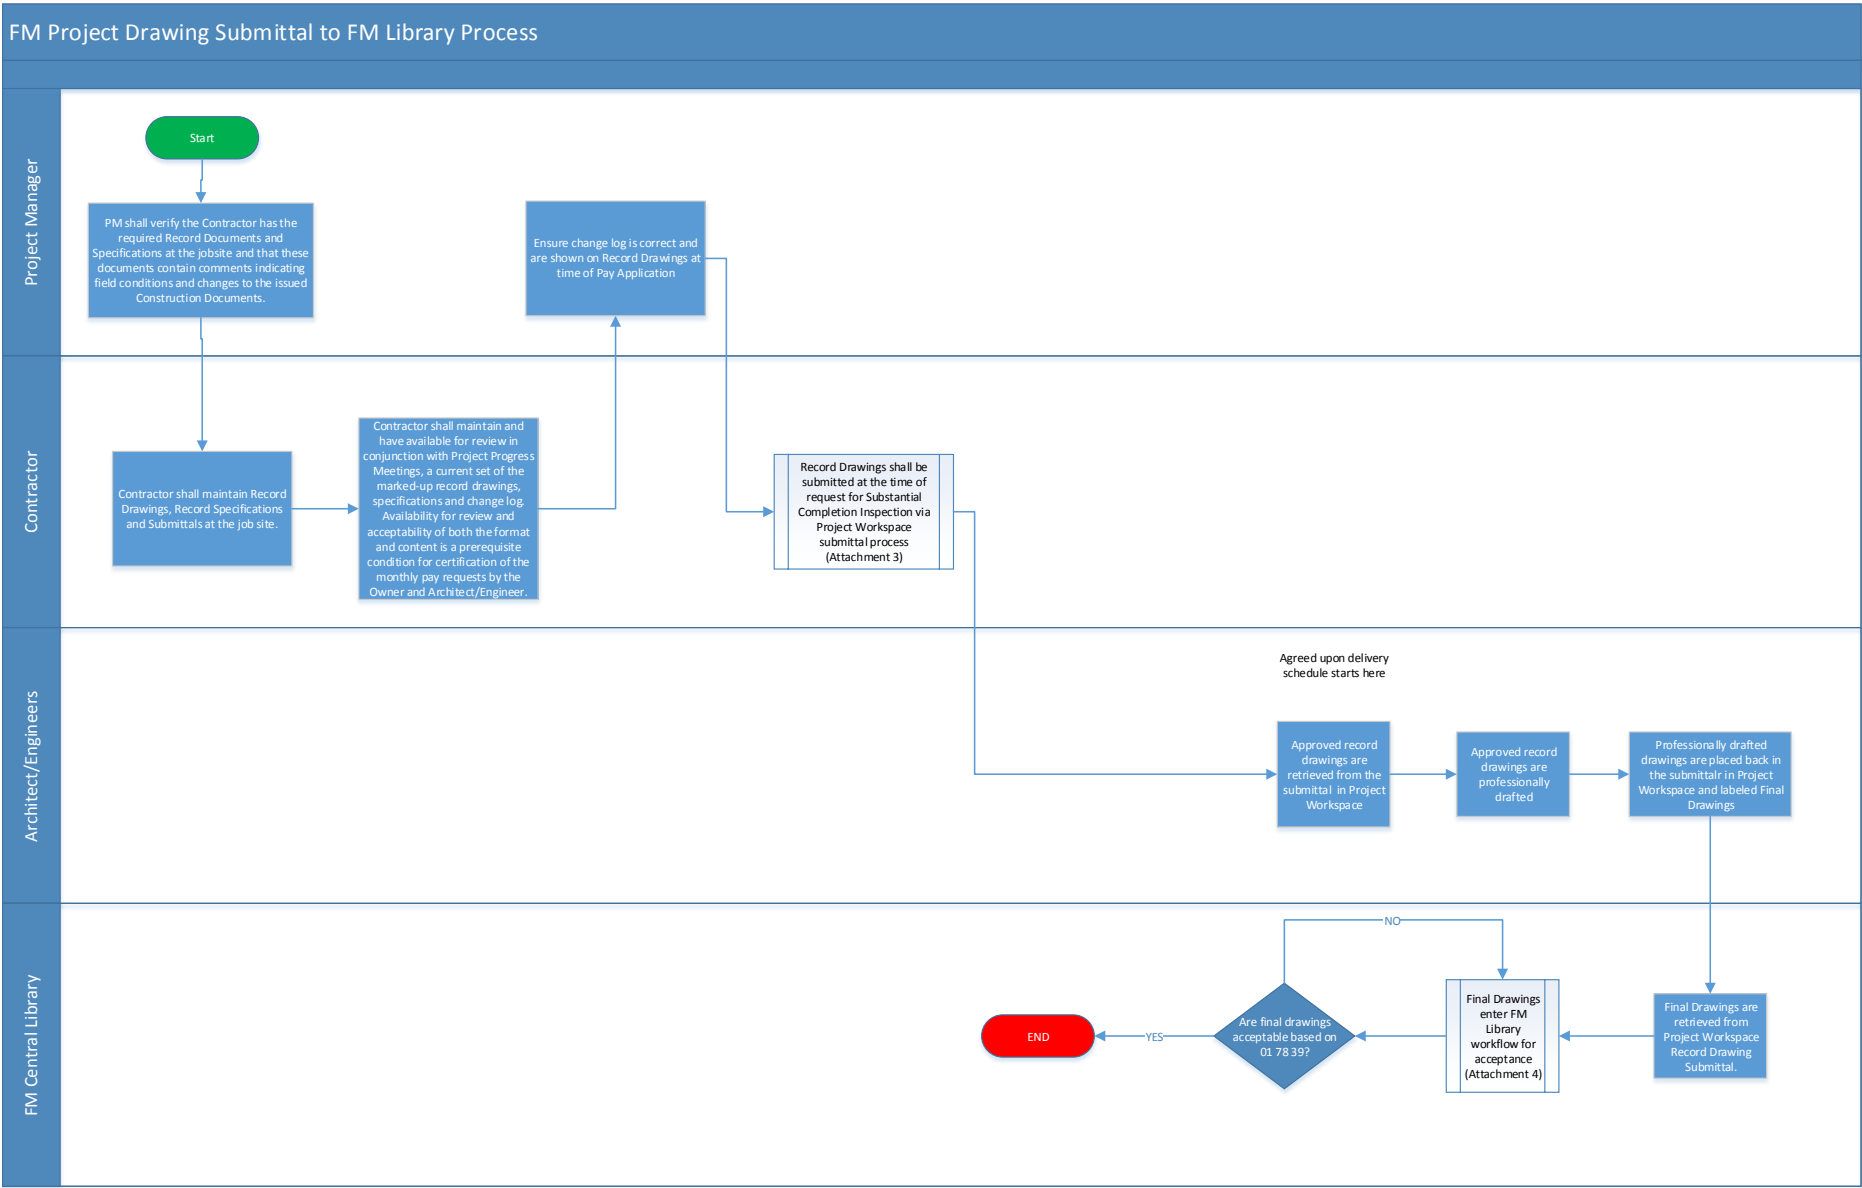 FM Project Drawing Submittal to FM Library Process
Project Manager
Start
PM shall verify the Contractor has the
required Record Documents and
Specifications at the jobsite and that these
documents contain comments indicating
field conditions and changes to the issued
Construction Documents.
Ensure change log is correct and
are shown on Record Drawings at
time of Pay Application
Contractor
Contractor shall maintain Record
Drawings, Record Specifications
and Submittals at the job site.
Contractor shall maintain and
have available for review in
conjunction with Project Progress
Meetings, a current set of the
marked-up record drawings,
specifications and change log.
Availability for review and
acceptability of both the format
and content is a prerequisite
condition for certification of the
monthly pay requests by the
Owner and Architect/Engineer.
Record Drawings shall be
submitted at the time of
request for Substantial
Completion Inspection via
Project Workspace
submittal process
(Attachment 3)
Architect/Engineers
Agreed upon delivery
schedule starts here
Approved record
drawings are
retrieved from the
submittal in Project
Workspace
Approved record
drawings are
professionally
drafted
Professionally drafted
drawings are placed back in
the submittalr in Project
Workspace and labeled Final
Drawings
FM Central Library
NO
END
YES
Are final drawings
acceptable based on
01 78 39?
Final Drawings
enter FM
Library
workflow for
acceptance
(Attachment 4)
Final Drawings are
retrieved from
Project Workspace
Record Drawing
Submittal.